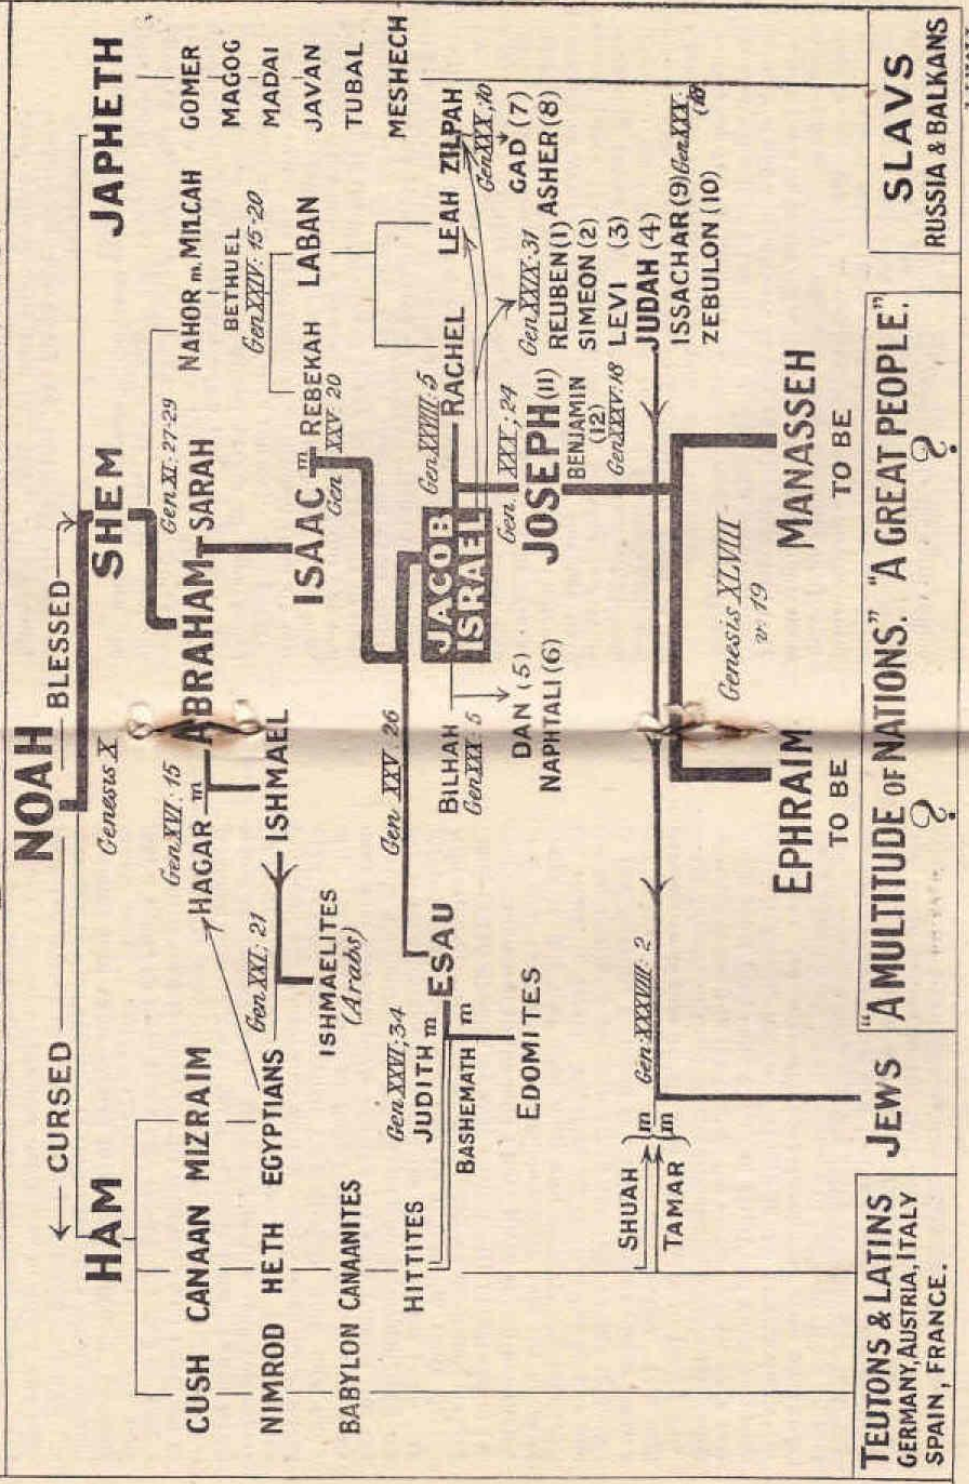 NOAH
CURSED
BLESSED
Genesis X
HAM
SHEM
JAPHETH
CUSH
CANAAN
MIZRAIM
Gen XVI: 15
HAGAR m
ABRAHAM
SARAH
Gen XI: 27-29
NAHOR m. MILCAH
GOMER
MAGOG
MADAI
JAVAN
TUBAL
MESHECH
BETHUEL
Gen XXIV: 15-20
NIMROD
HETH
EGYPTIANS
Gen XXI: 21
ISHMAEL
ISHMAELITES
(Arabs)
ISAAC m REBEKAH
Gen XXV 20
LABAN
BABYLON
CANAANITES
HITTITES
Gen XXVI; 34
JUDITH m
ESAU
BASHEMATH m
EDOMITES
Gen XXV: 26
JACOB
ISRAEL
Gen XXVIII: 5
RACHEL
LEAH
ZILPAH
Gen XXX; 10
GAD (7)
ASHER (8)
BILHAH
Gen XXX: 5
DAN (5)
NAPHTALI (6)
Gen. XXX; 24
JOSEPH (11)
BENJAMIN
(12)
Gen XXXV: 18
Gen XXIX: 31
REUBEN (1)
SIMEON (2)
LEVI (3)
JUDAH (4)
ISSACHAR (9) Gen XXX:
ZEBULON (10)
SHUAH
TAMAR
m
m
Gen: XXXVIII: 2
Genesis XLVIII
v. 19
EPHRAIM
TO BE
MANASSEH
TO BE
TEUTONS & LATINS
GERMANY, AUSTRIA, ITALY
SPAIN, FRANCE.
JEWS
"A MULTITUDE OF NATIONS." "A GREAT PEOPLE".
? ?
SLAVS
RUSSIA & BALKANS